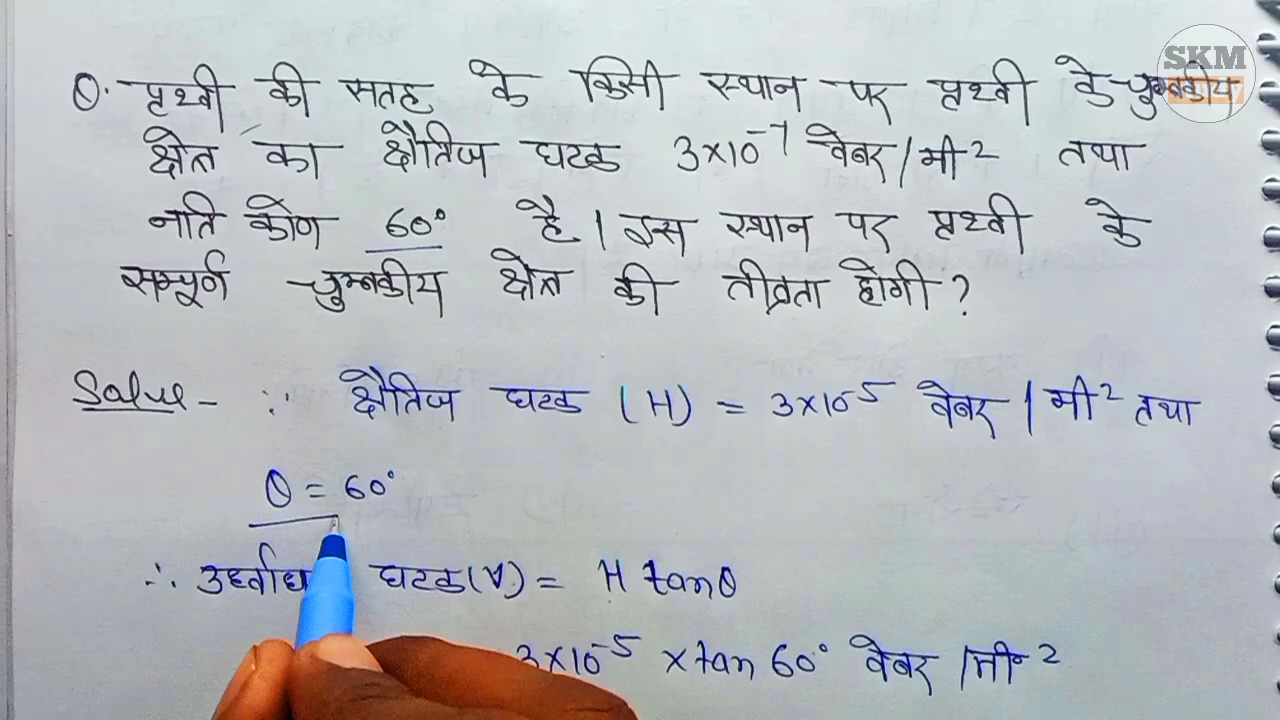 SKM
Q. पृथ्वी की सतह के किसी स्थान पर पृथ्वी के चुम्बकीय
क्षेत्र का क्षैतिज घटक 3×10⁻⁷ वेबर/मी² तथा
नति कोण 60° है। इस स्थान पर पृथ्वी के
सम्पूर्ण चुम्बकीय क्षेत्र की तीव्रता होगी?
Solve - ∵ क्षैतिज घटक (H) = 3×10⁻⁵ वेबर/मी² तथा
θ = 60°
∴ घटक(V) = H tanθ
3×10⁻⁵ × tan 60° वेबर/मी०²